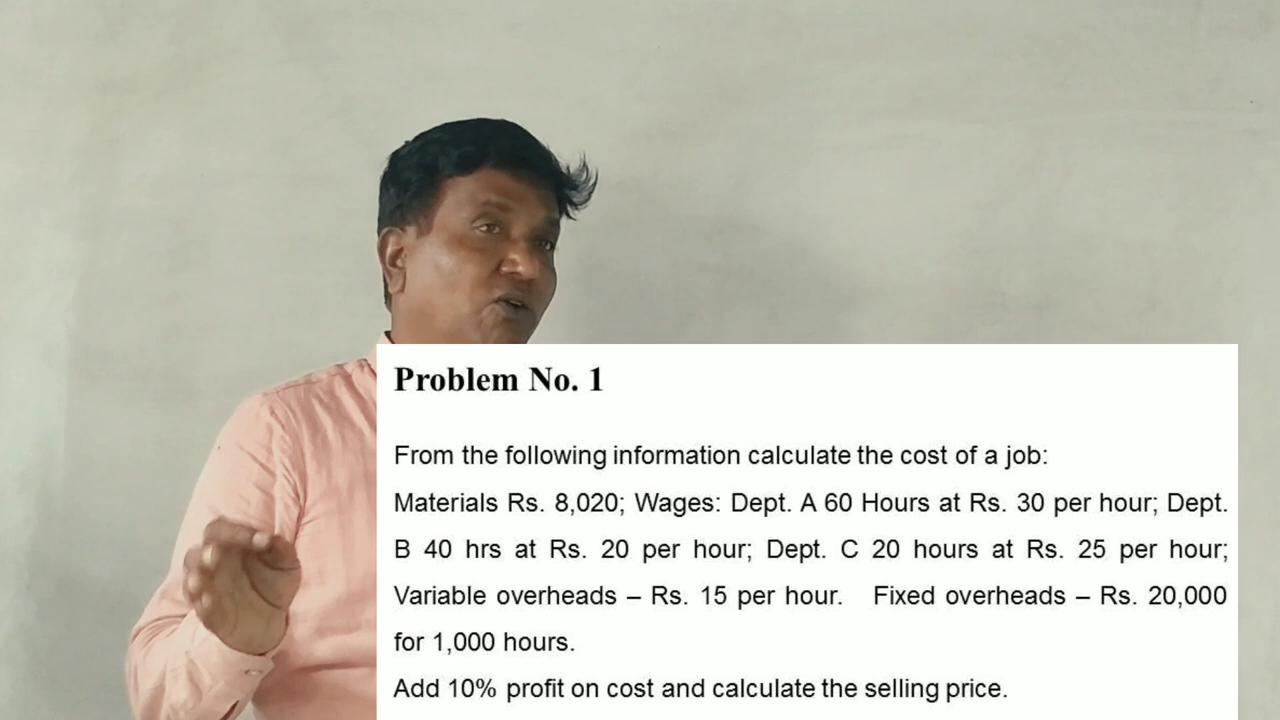 Problem No. 1
From the following information calculate the cost of a job:
Materials Rs. 8,020; Wages: Dept. A 60 Hours at Rs. 30 per hour; Dept.
B 40 hrs at Rs. 20 per hour; Dept. C 20 hours at Rs. 25 per hour;
Variable overheads – Rs. 15 per hour. Fixed overheads – Rs. 20,000
for 1,000 hours.
Add 10% profit on cost and calculate the selling price.